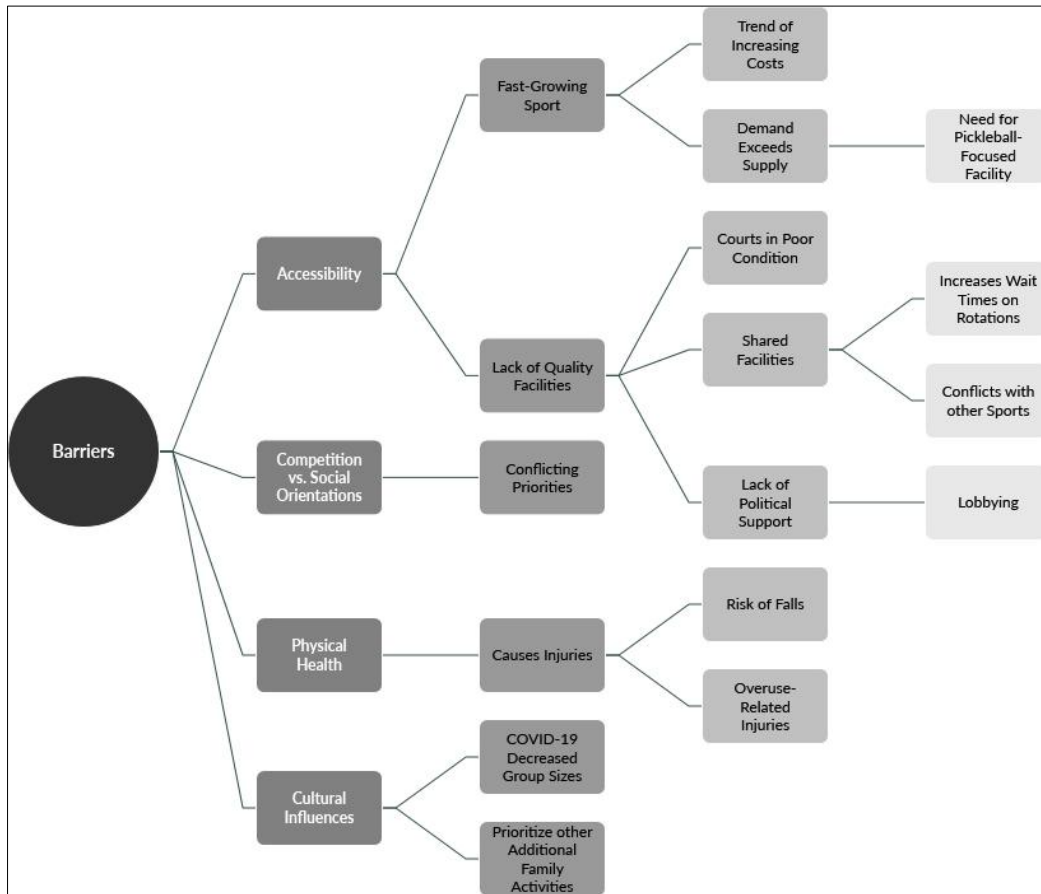 Barriers
Accessibility
Competition
vs. Social
Orientations
Physical
Health
Cultural
Influences
Fast-Growing
Sport
Lack of Quality
Facilities
Conflicting
Priorities
Causes Injuries
COVID-19
Decreased
Group Sizes
Prioritize other
Additional
Family
Activities
Trend of
Increasing
Costs
Demand
Exceeds
Supply
Courts in Poor
Condition
Shared
Facilities
Lack of
Political
Support
Risk of Falls
Overuse-
Related
Injuries
Need for
Pickleball-
Focused
Facility
Increases Wait
Times on
Rotations
Conflicts with
other Sports
Lobbying